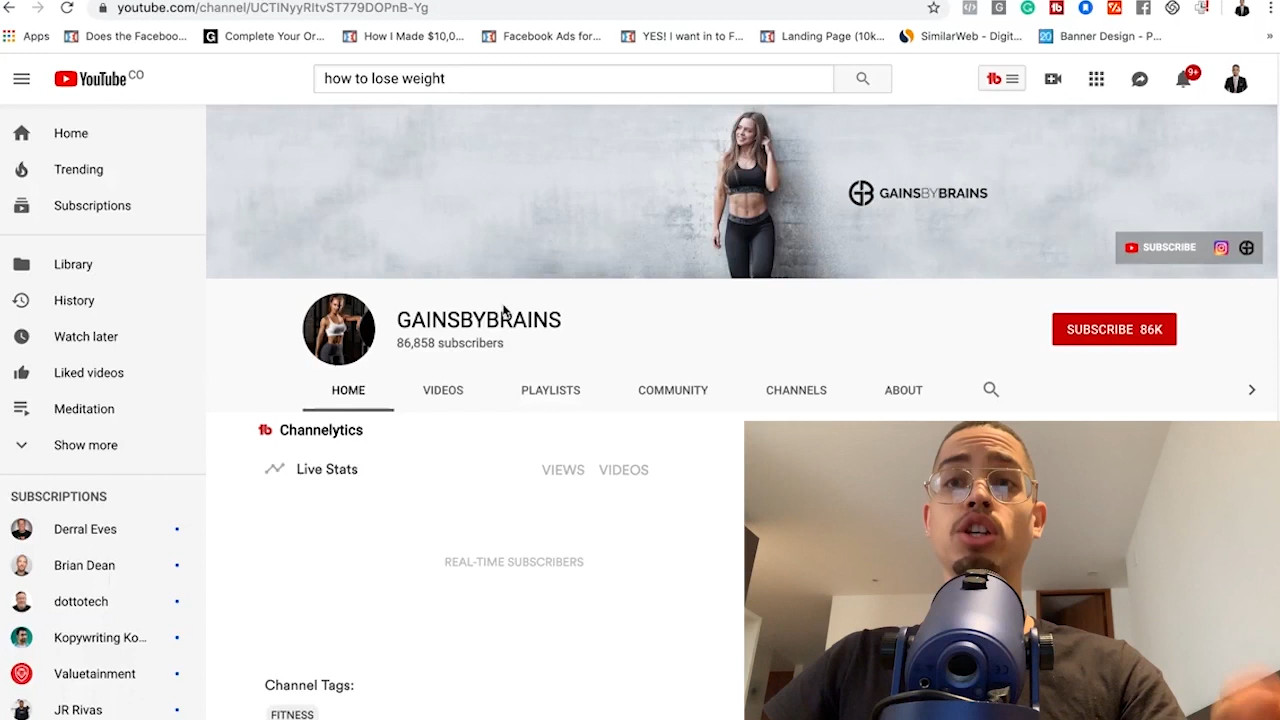 youtube.com/channel/UCTINyyRItvST779DOPnB-Yg
Apps
Does the Faceboo...
Complete Your Or...
How I Made $10,0...
Facebook Ads for...
YES! I want in to F...
Landing Page (10k...
SimilarWeb - Digit...
Banner Design - P...
YouTube CO
how to lose weight
9+
Home
Trending
Subscriptions
Library
History
Watch later
Liked videos
Meditation
Show more
SUBSCRIPTIONS
Derral Eves
Brian Dean
dottotech
Kopywriting Ko...
Valuetainment
JR Rivas
GAINSBYBRAINS
SUBSCRIBE
GAINSBYBRAINS
86,858 subscribers
SUBSCRIBE 86K
HOME
VIDEOS
PLAYLISTS
COMMUNITY
CHANNELS
ABOUT
Channelytics
Live Stats
VIEWS
VIDEOS
REAL-TIME SUBSCRIBERS
Channel Tags:
FITNESS